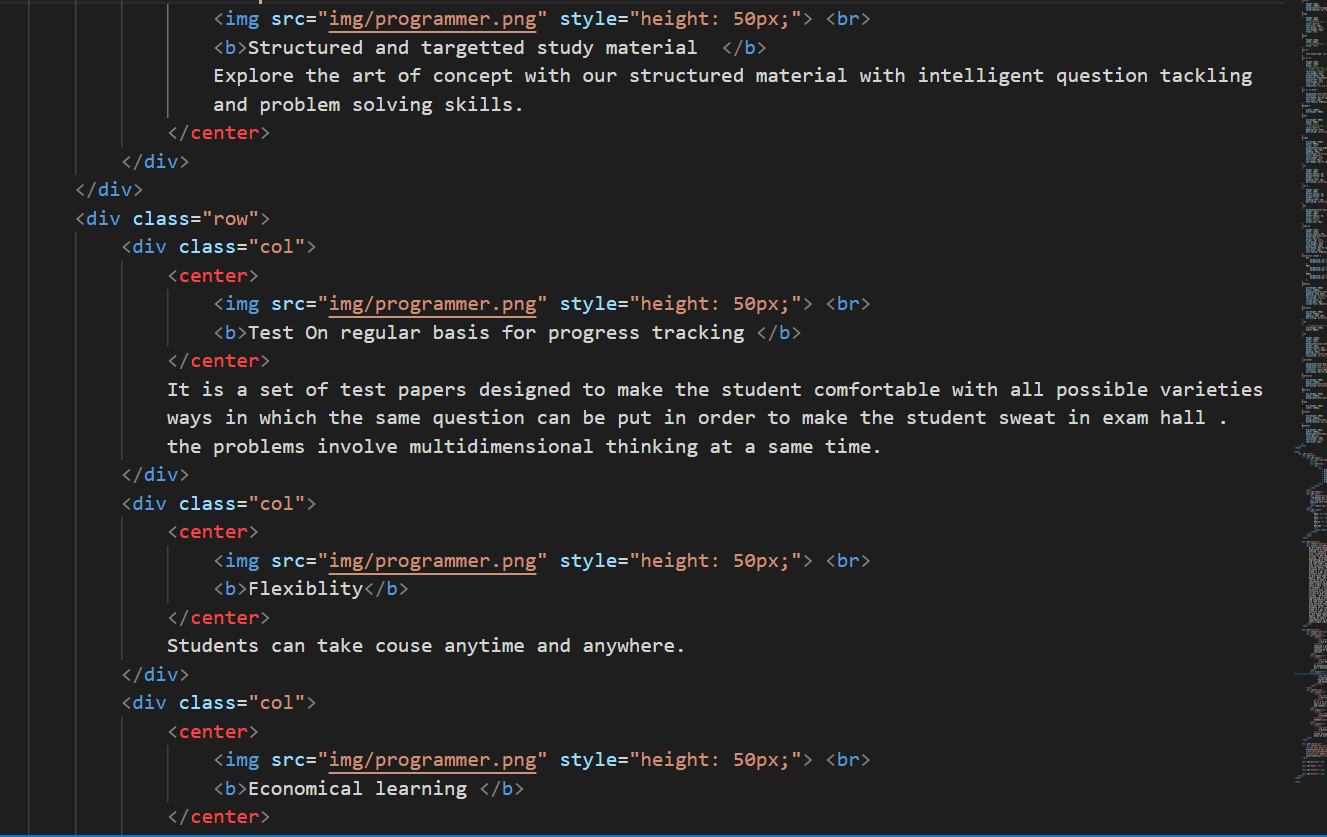 <img src="img/programmer.png" style="height: 50px;"> <br>
<b>Structured and targetted study material  </b>
Explore the art of concept with our structured material with intelligent question tackling
and problem solving skills.
</center>
</div>
</div>
<div class="row">
<div class="col">
<center>
<img src="img/programmer.png" style="height: 50px;"> <br>
<b>Test On regular basis for progress tracking </b>
</center>
It is a set of test papers designed to make the student comfortable with all possible varieties
ways in which the same question can be put in order to make the student sweat in exam hall .
the problems involve multidimensional thinking at a same time.
</div>
<div class="col">
<center>
<img src="img/programmer.png" style="height: 50px;"> <br>
<b>Flexiblity</b>
</center>
Students can take couse anytime and anywhere.
</div>
<div class="col">
<center>
<img src="img/programmer.png" style="height: 50px;"> <br>
<b>Economical learning </b>
</center>